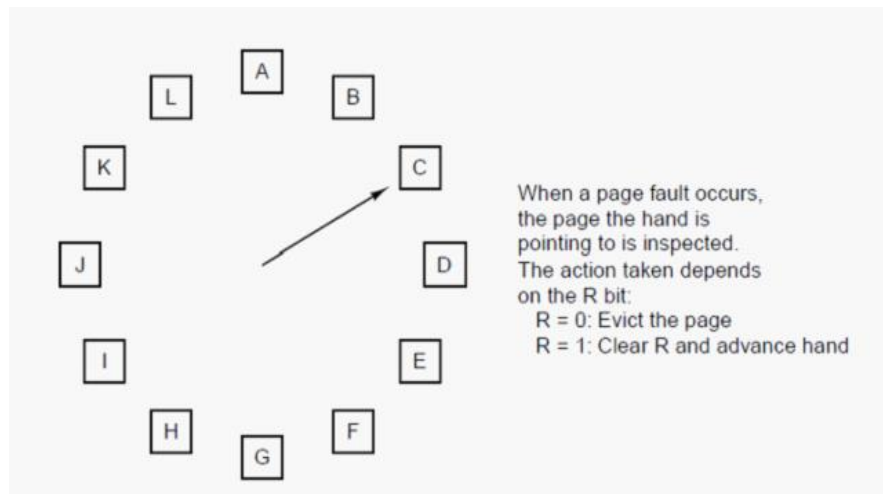 A
L
B
K
C
When a page fault occurs,
the page the hand is
pointing to is inspected.
The action taken depends
on the R bit:
R = 0: Evict the page
R = 1: Clear R and advance hand
J
D
I
E
H
F
G